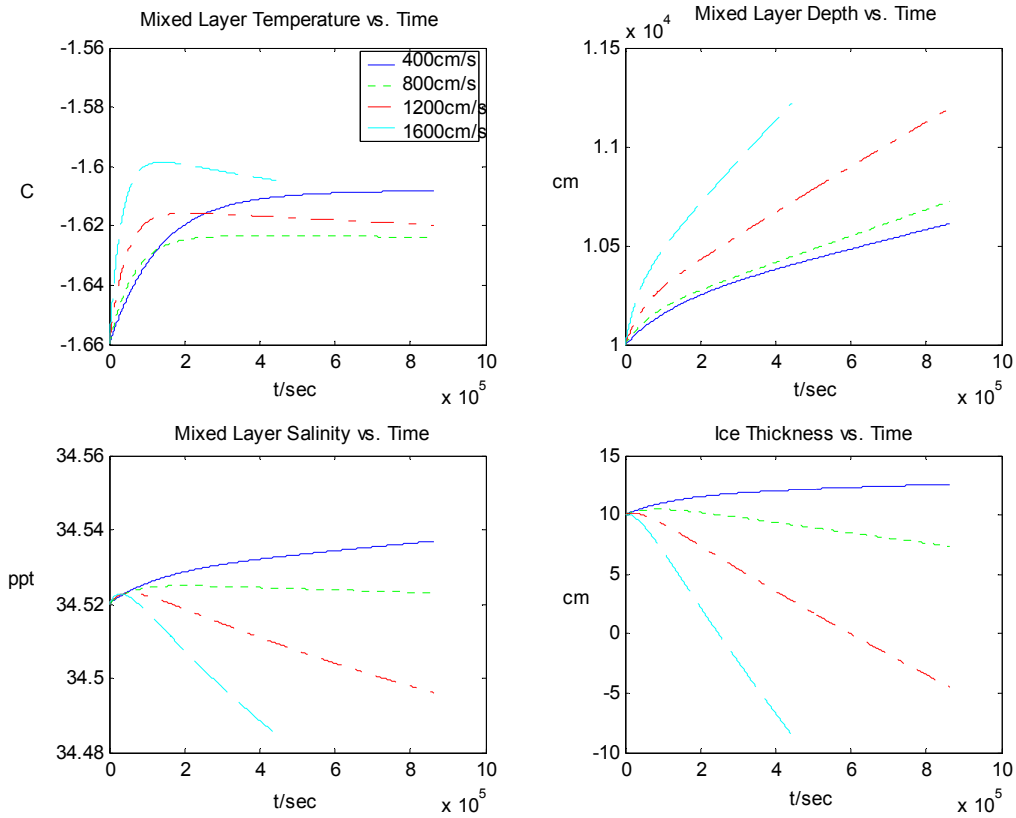 Mixed Layer Temperature vs. Time
-1.56
-1.58
-1.6
-1.62
-1.64
-1.66
C
0 2 4 6 8 10
t/sec
x 10^5
400cm/s
800cm/s
1200cm/s
1600cm/s
Mixed Layer Depth vs. Time
x 10^4
1.15
1.1
1.05
1
cm
0 2 4 6 8 10
t/sec
x 10^5
Mixed Layer Salinity vs. Time
34.56
34.54
34.52
34.5
34.48
ppt
0 2 4 6 8 10
t/sec
x 10^5
Ice Thickness vs. Time
15
10
5
0
-5
-10
cm
0 2 4 6 8 10
t/sec
x 10^5